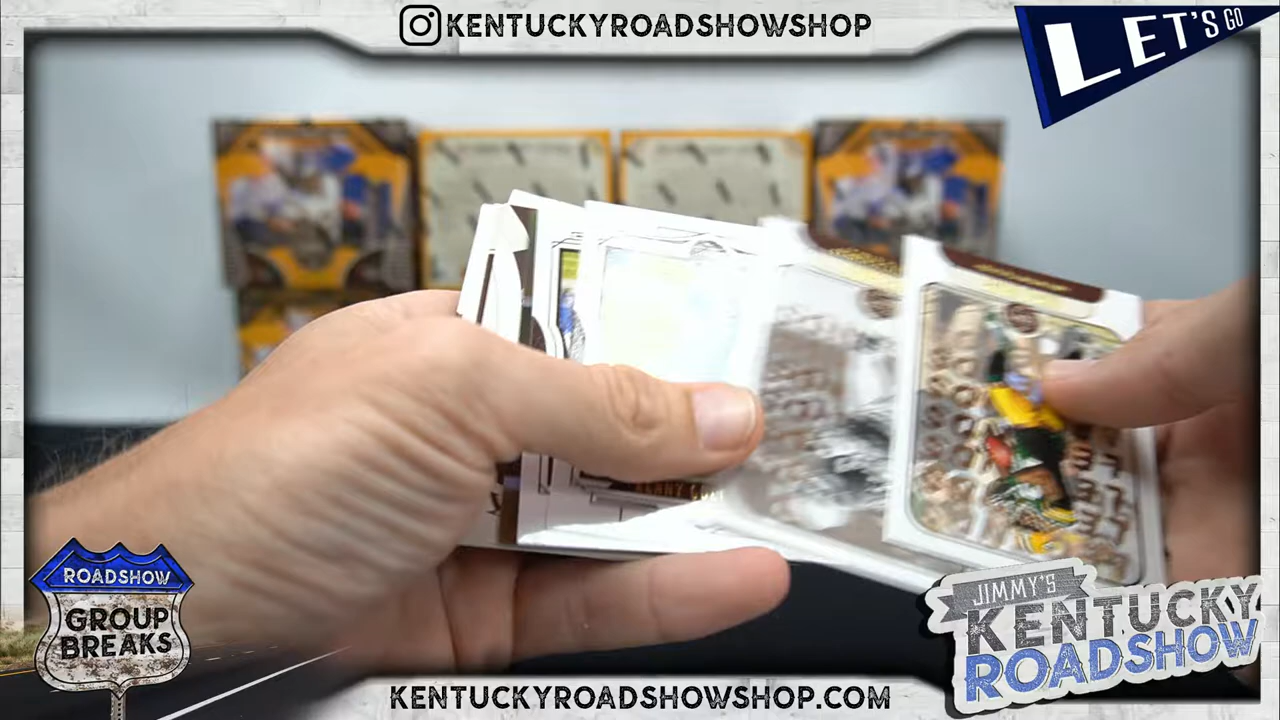 KENTUCKYROADSHOWSHOP
LET'S GO
ROADSHOW
GROUP
BREAKS
JIMMY'S
KENTUCKY
ROADSHOW
KENTUCKYROADSHOWSHOP.COM